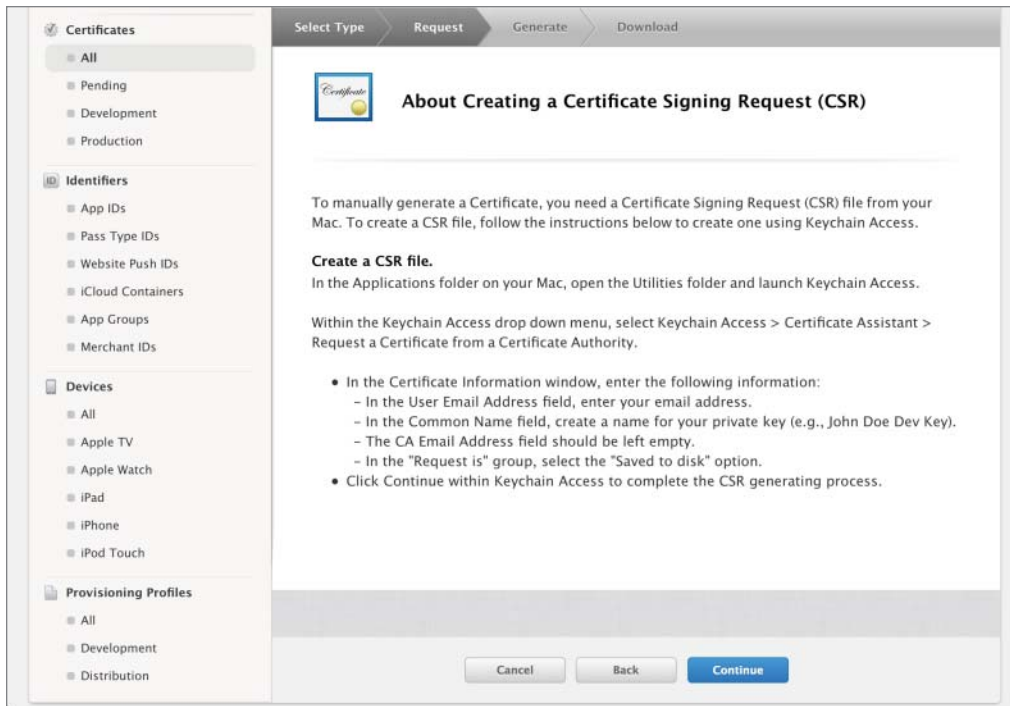 Certificates
All
Pending
Development
Production
ID Identifiers
App IDs
Pass Type IDs
Website Push IDs
iCloud Containers
App Groups
Merchant IDs
Devices
All
Apple TV
Apple Watch
iPad
iPhone
iPod Touch
Provisioning Profiles
All
Development
Distribution
Select Type Request Generate Download
Certificate
About Creating a Certificate Signing Request (CSR)
To manually generate a Certificate, you need a Certificate Signing Request (CSR) file from your
Mac. To create a CSR file, follow the instructions below to create one using Keychain Access.
Create a CSR file.
In the Applications folder on your Mac, open the Utilities folder and launch Keychain Access.
Within the Keychain Access drop down menu, select Keychain Access > Certificate Assistant >
Request a Certificate from a Certificate Authority.
• In the Certificate Information window, enter the following information:
– In the User Email Address field, enter your email address.
– In the Common Name field, create a name for your private key (e.g., John Doe Dev Key).
– The CA Email Address field should be left empty.
– In the "Request is" group, select the "Saved to disk" option.
• Click Continue within Keychain Access to complete the CSR generating process.
Cancel Back Continue